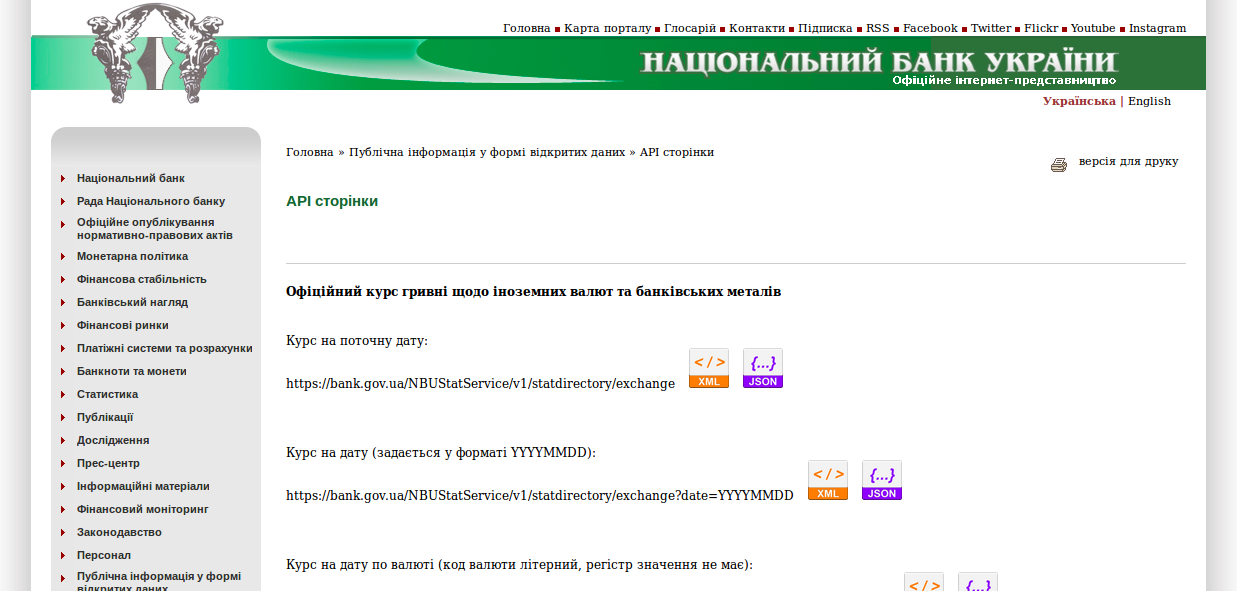 Головна ▪ Карта порталу ▪ Глосарій ▪ Контакти ▪ Підписка ▪ RSS ▪ Facebook ▪ Twitter ▪ Flickr ▪ Youtube ▪ Instagram
НАЦІОНАЛЬНИЙ БАНК УКРАЇНИ
Офіційне інтернет-представництво
Українська | English
Головна » Публічна інформація у формі відкритих даних » API сторінки
версія для друку
Національний банк
Рада Національного банку
Офіційне опублікування
нормативно-правових актів
Монетарна політика
Фінансова стабільність
Банківський нагляд
Фінансові ринки
Платіжні системи та розрахунки
Банкноти та монети
Статистика
Публікації
Дослідження
Прес-центр
Інформаційні матеріали
Фінансовий моніторинг
Законодавство
Персонал
Публічна інформація у формі
відкритих даних
API сторінки
Офіційний курс гривні щодо іноземних валют та банківських металів
Курс на поточну дату:
https://bank.gov.ua/NBUStatService/v1/statdirectory/exchange </> XML {...} JSON
Курс на дату (задається у форматі YYYYMMDD):
https://bank.gov.ua/NBUStatService/v1/statdirectory/exchange?date=YYYYMMDD </> XML {...} JSON
Курс на дату по валюті (код валюти літерний, регістр значення не має):
</> {...}